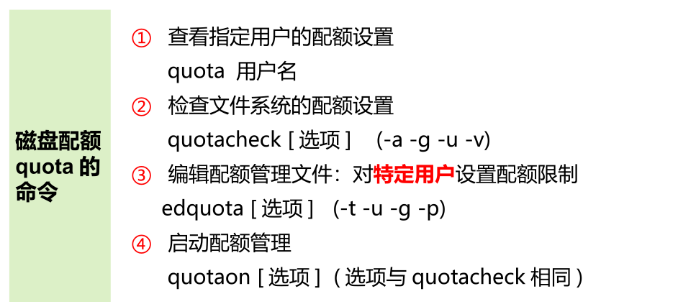 磁盘配额
quota 的
命令
① 查看指定用户的配额设置
quota 用户名
② 检查文件系统的配额设置
quotacheck [ 选项 ] (-a -g -u -v)
③ 编辑配额管理文件：对特定用户设置配额限制
edquota [ 选项 ] (-t -u -g -p)
④ 启动配额管理
quotaon [ 选项 ] ( 选项与 quotacheck 相同 )